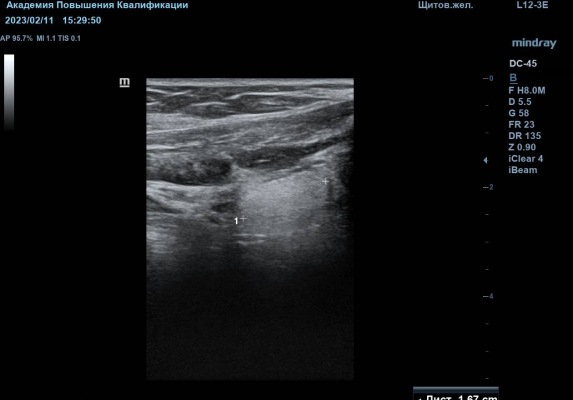 Академия Повышения Квалификации
Щитов.жел.
L12-3E
2023/02/11 15:29:50
AP 95.7% MI 1.1 TIS 0.1
mindray
DC-45
m
B
F H8.0M
D 5.5
G 58
FR 23
DR 135
Z 0.90
iClear 4
iBeam
0
2
4
1
Дист. 1.67 cm